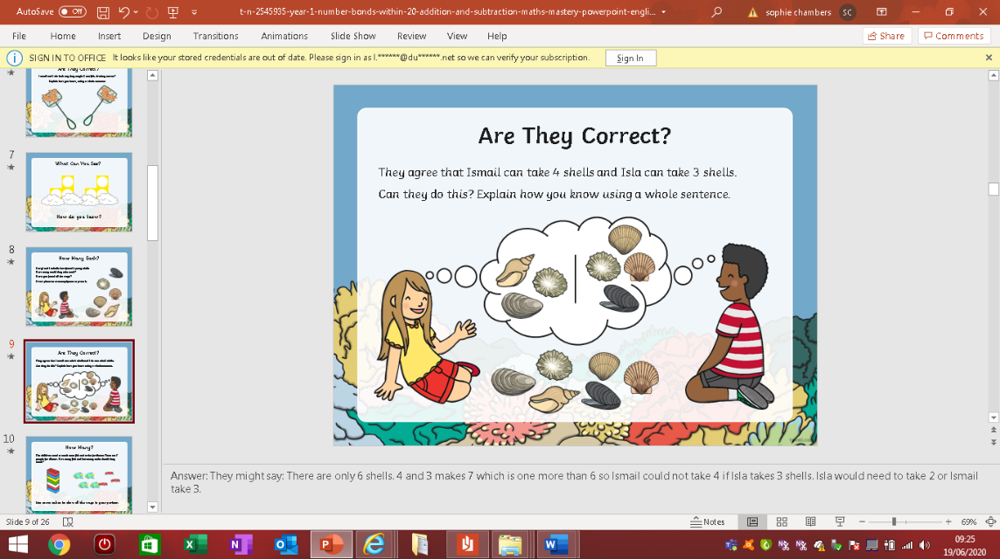 AutoSave Off t-n-2545935-year-1-number-bonds-within-20-addition-and-subtraction-maths-mastery-powerpoint-engli... sophie chambers SC
File Home Insert Design Transitions Animations Slide Show Review View Help Share Comments
SIGN IN TO OFFICE It looks like your stored credentials are out of date. Please sign in as l.******@du******.net so we can verify your subscription. Sign In
Are They Correct?
7
What Can You See?
How do you know?
8
How Many Each?
9
Are They Correct?
10
How Many?
Are They Correct?
They agree that Ismail can take 4 shells and Isla can take 3 shells.
Can they do this? Explain how you know using a whole sentence.
Answer: They might say: There are only 6 shells. 4 and 3 makes 7 which is one more than 6 so Ismail could not take 4 if Isla takes 3 shells. Isla would need to take 2 or Ismail
take 3.
Slide 9 of 26 Notes 69%
09:25
19/06/2020